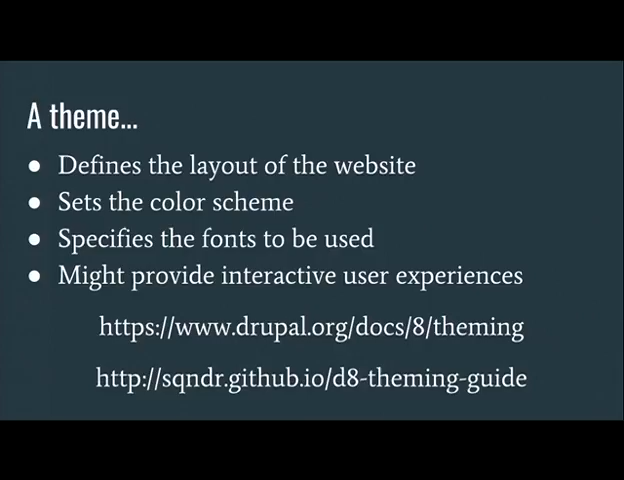 A theme...
● Defines the layout of the website
● Sets the color scheme
● Specifies the fonts to be used
● Might provide interactive user experiences
https://www.drupal.org/docs/8/theming
http://sqndr.github.io/d8-theming-guide